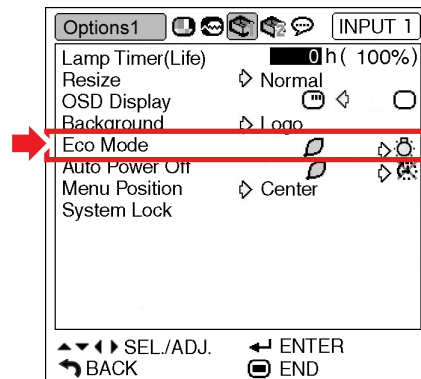 Options1 INPUT 1
Lamp Timer(Life) 0 h( 100%)
Resize Normal
OSD Display
Background Logo
Eco Mode
Auto Power Off
Menu Position Center
System Lock
SEL./ADJ. ENTER
BACK END